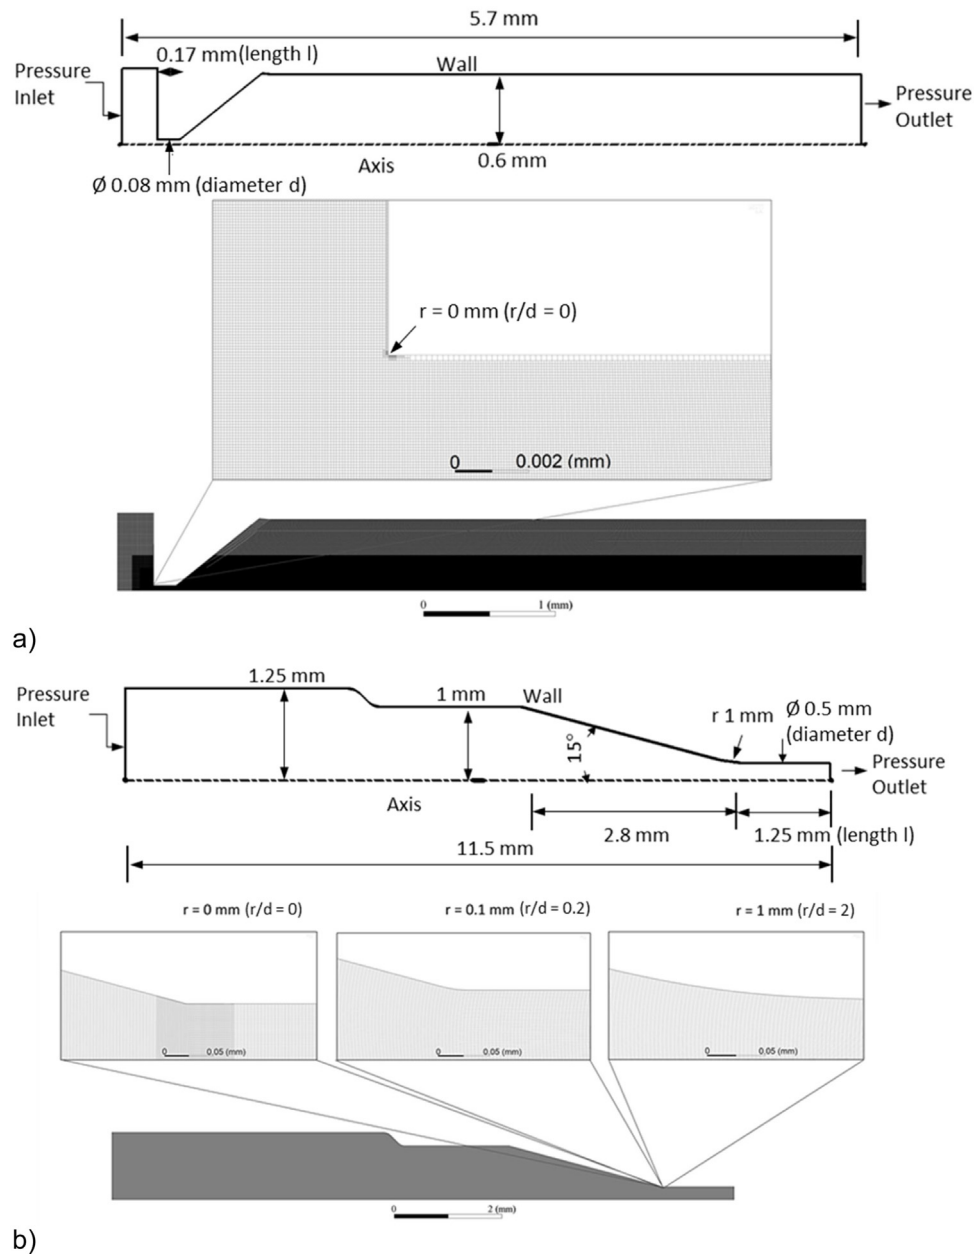 a)
5.7 mm
0.17 mm(length l)
Wall
Pressure
Inlet
Pressure
Outlet
0.6 mm
Axis
Ø 0.08 mm (diameter d)
r = 0 mm (r/d = 0)
0 0.002 (mm)
0 1 (mm)
a)
1.25 mm
1 mm
Wall
Pressure
Inlet
r 1 mm
Ø 0.5 mm
(diameter d)
15°
Pressure
Outlet
Axis
2.8 mm
1.25 mm (length l)
11.5 mm
r = 0 mm (r/d = 0)
r = 0.1 mm (r/d = 0.2)
r = 1 mm (r/d = 2)
0 0.05 (mm)
0 0.05 (mm)
0 0.05 (mm)
0 2 (mm)
b)